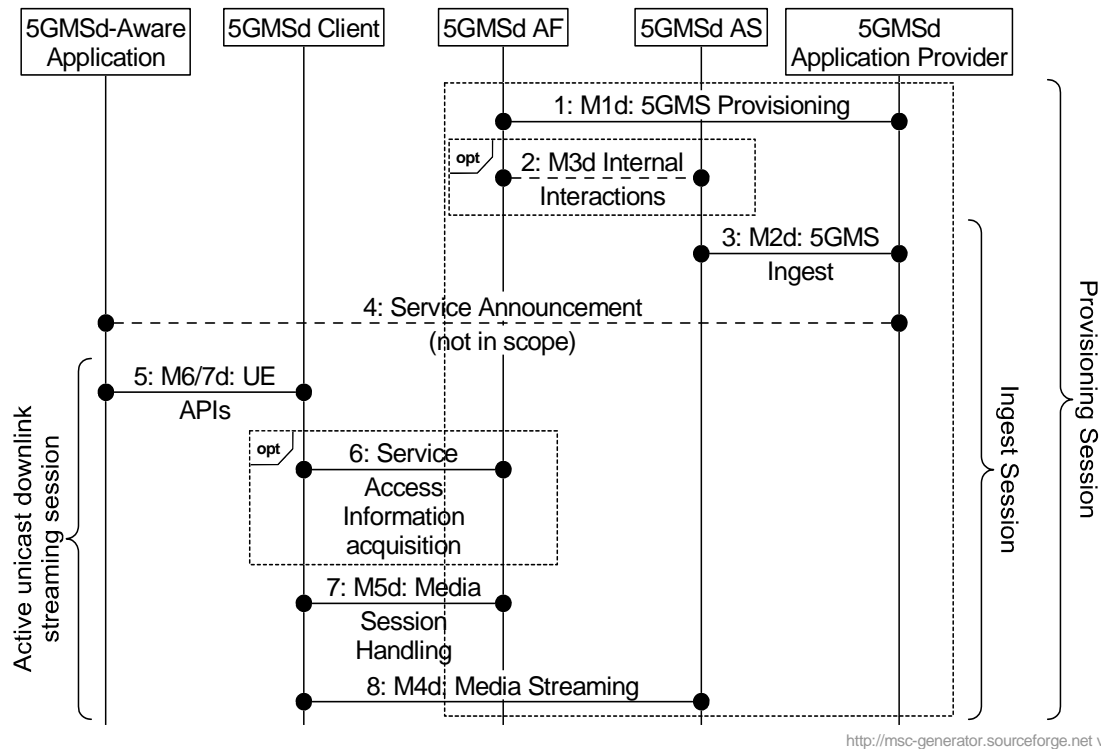 5GMSd-Aware
Application
5GMSd Client
5GMSd AF
5GMSd AS
5GMSd
Application Provider
1: M1d: 5GMS Provisioning
opt
2: M3d Internal
Interactions
3: M2d: 5GMS
Ingest
4: Service Announcement
(not in scope)
5: M6/7d: UE
APIs
opt
6: Service
Access
Information
acquisition
7: M5d: Media
Session
Handling
8: M4d: Media Streaming
Active unicast downlink
streaming session
Ingest Session
Provisioning Session
http://msc-generator.sourceforge.net v